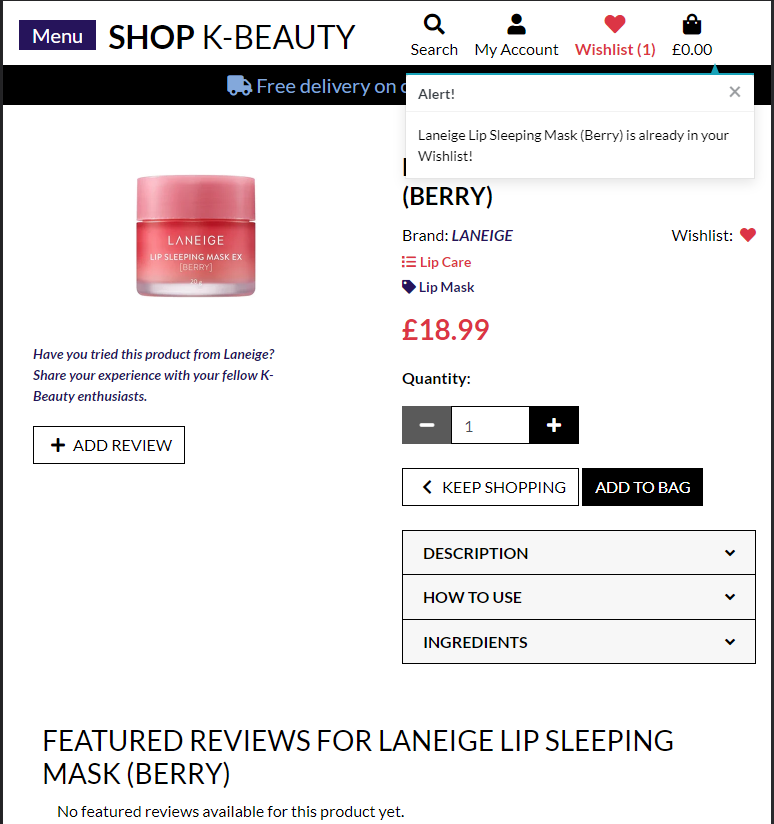 Menu
SHOP K-BEAUTY
Search
My Account
Wishlist (1)
£0.00
Free delivery on
Alert!
×
Laneige Lip Sleeping Mask (Berry) is already in your
Wishlist!
(BERRY)
LANEIGE
LIP SLEEPING MASK EX
[BERRY]
20 g
Brand: LANEIGE
Wishlist:
Lip Care
Lip Mask
£18.99
Have you tried this product from Laneige?
Share your experience with your fellow K-
Beauty enthusiasts.
ADD REVIEW
Quantity:
1
KEEP SHOPPING
ADD TO BAG
DESCRIPTION
HOW TO USE
INGREDIENTS
FEATURED REVIEWS FOR LANEIGE LIP SLEEPING
MASK (BERRY)
No featured reviews available for this product yet.